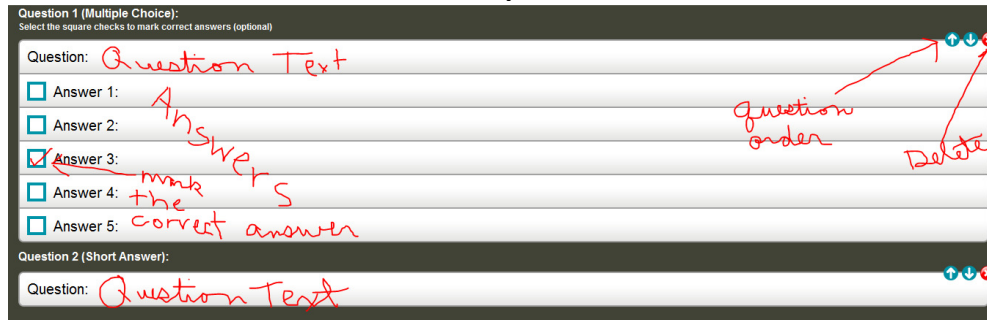 Question 1 (Multiple Choice):
Select the square checks to mark correct answers (optional)
Question: Question Text
Answer 1:
Answer 2:
Answer 3:
Answer 4:
Answer 5:
Answers
mark
the
correct answer
question
order
Delete
Question 2 (Short Answer):
Question: Question Text